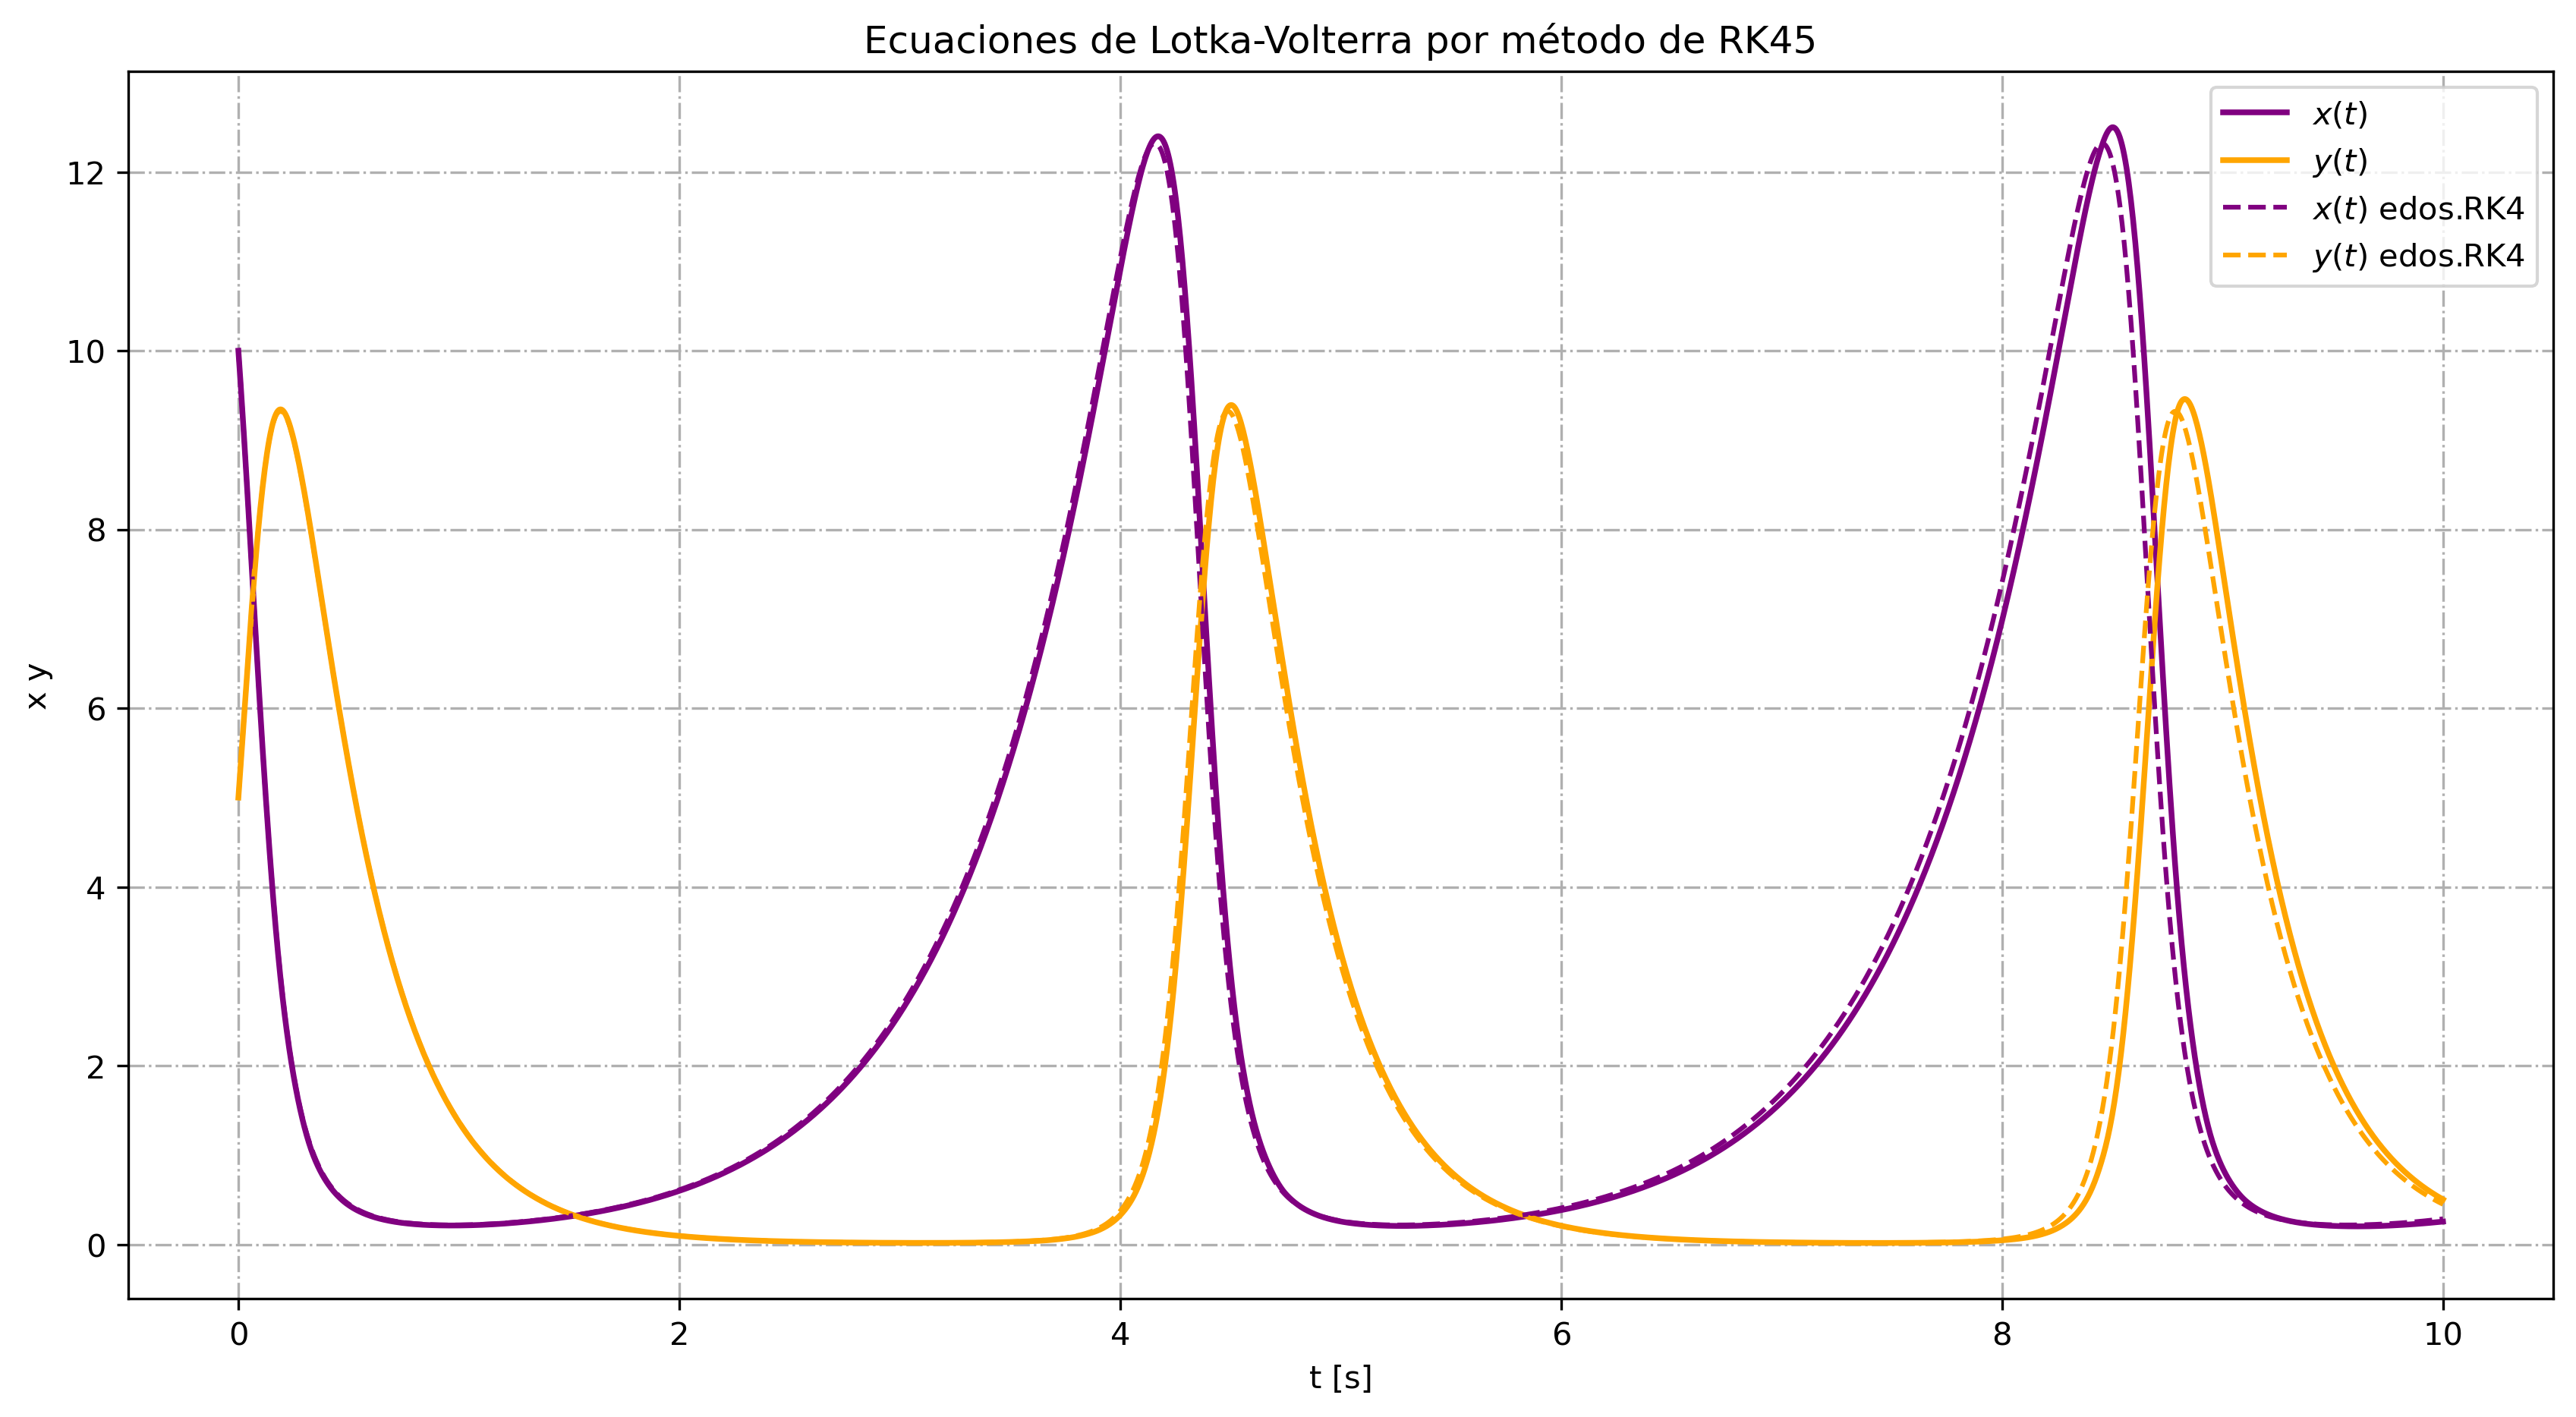 Ecuaciones de Lotka-Volterra por método de RK45
x(t)
y(t)
x(t) edos.RK4
y(t) edos.RK4
x y
12
10
8
6
4
2
0
0 2 4 6 8 10
t [s]